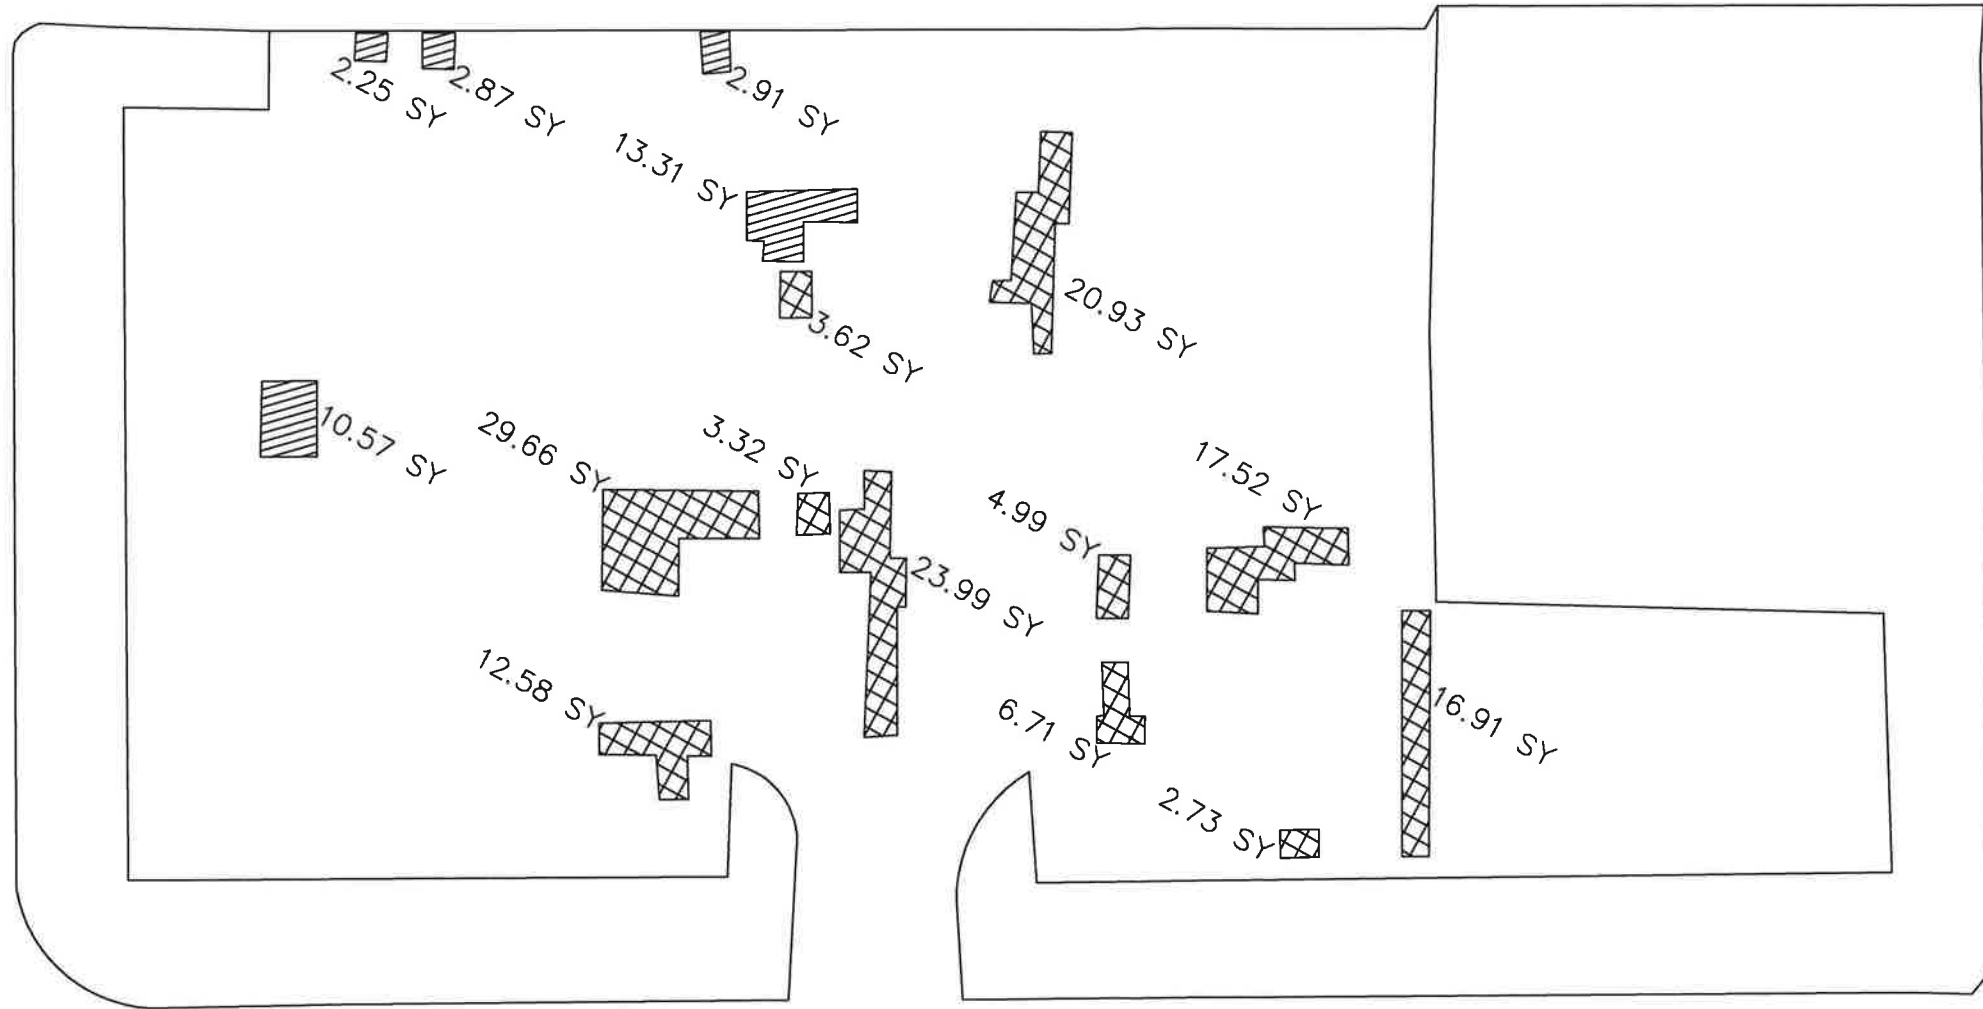 2.25 SY
2.87 SY
2.91 SY
13.31 SY
3.62 SY
20.93 SY
10.57 SY
29.66 SY
3.32 SY
23.99 SY
4.99 SY
17.52 SY
12.58 SY
6.71 SY
16.91 SY
2.73 SY